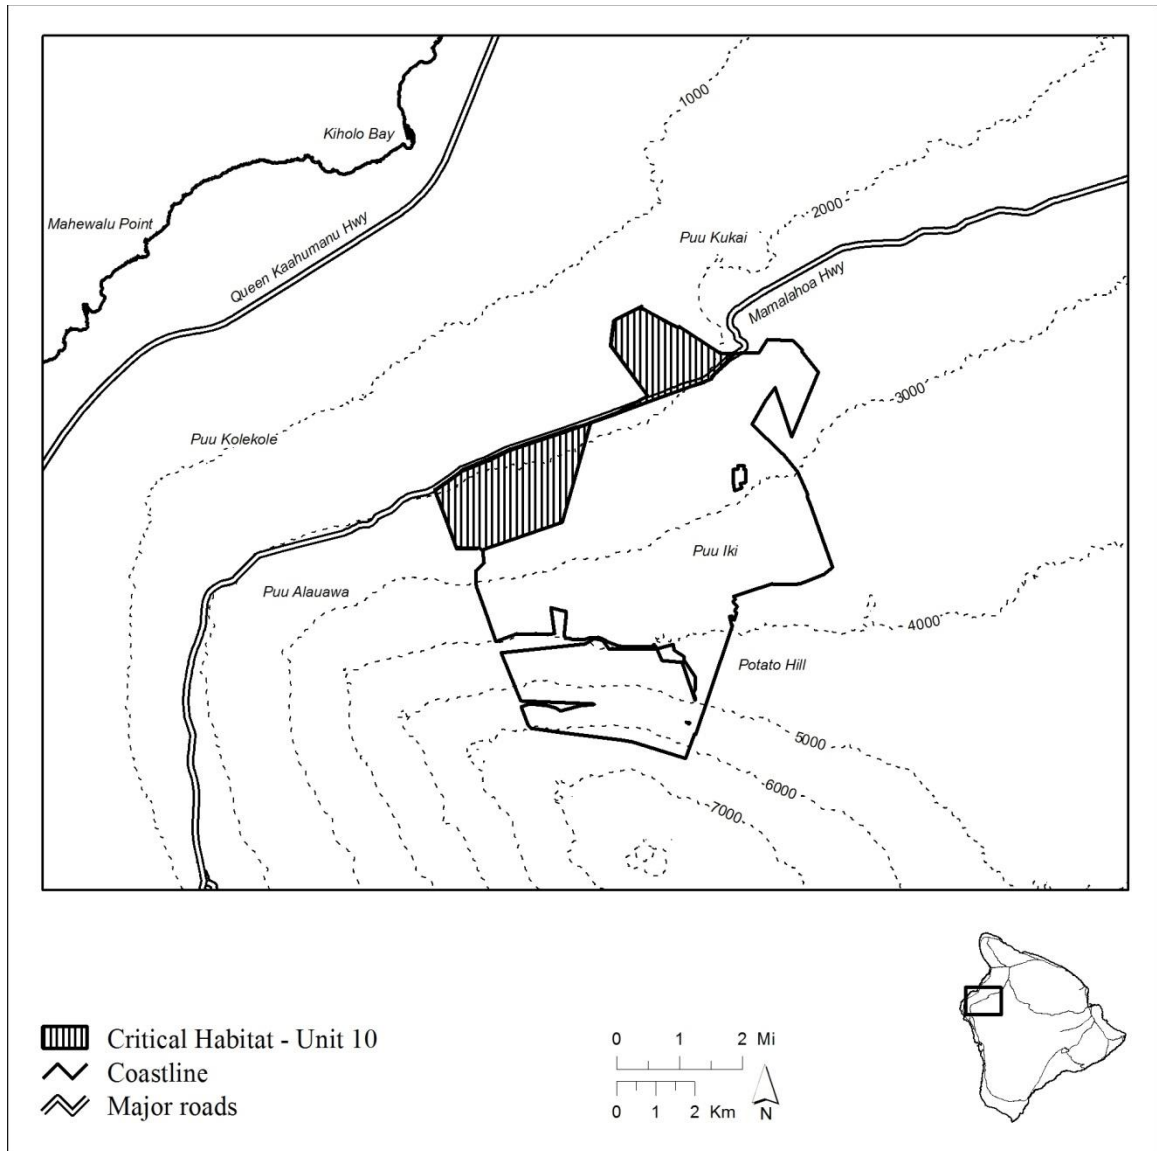 1000
Kiholo Bay
2000
Mahewalu Point
Puu Kukai
Queen Kaahumanu Hwy
Mamalahoa Hwy
3000
Puu Kolekole
Puu Iki
Puu Alauawa
4000
Potato Hill
5000
6000
7000
Critical Habitat - Unit 10
Coastline
Major roads
0 1 2 Mi
0 1 2 Km
N